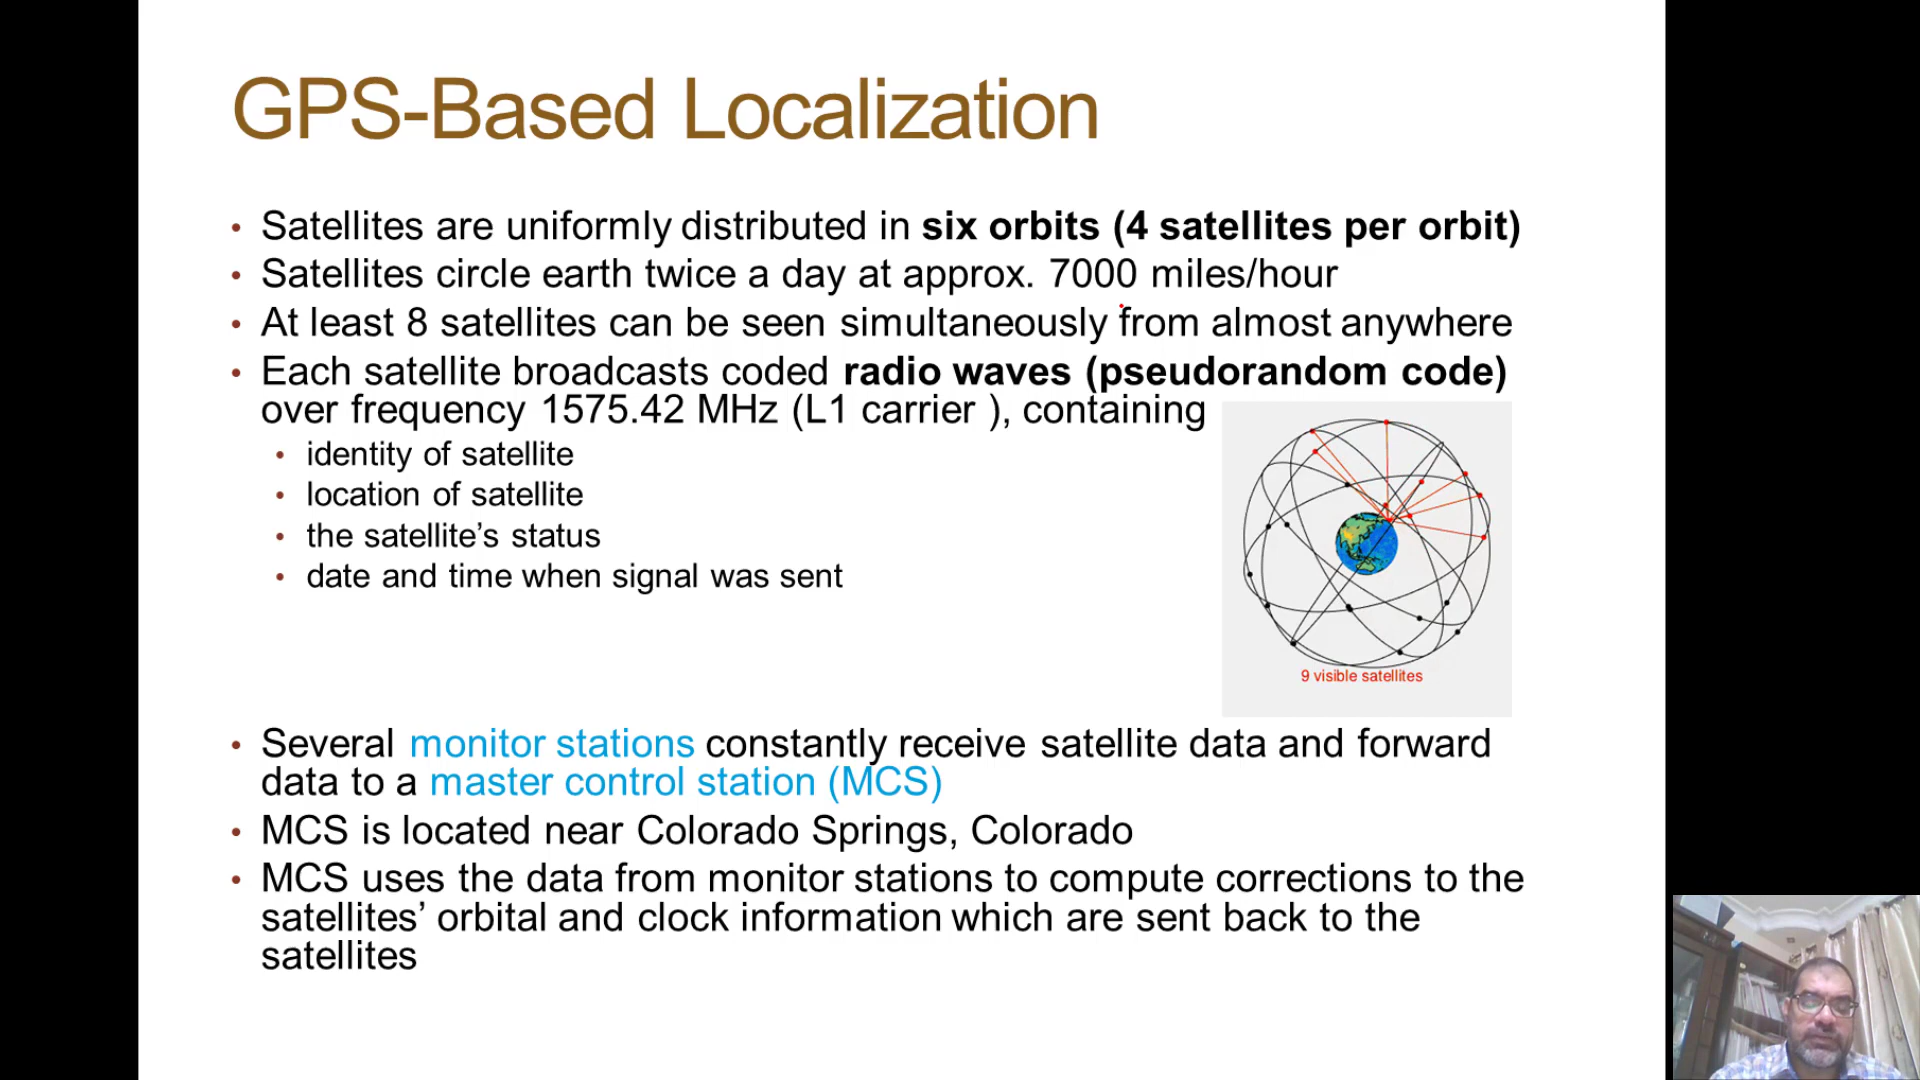 GPS-Based Localization
• Satellites are uniformly distributed in six orbits (4 satellites per orbit)
• Satellites circle earth twice a day at approx. 7000 miles/hour
• At least 8 satellites can be seen simultaneously from almost anywhere
• Each satellite broadcasts coded radio waves (pseudorandom code)
over frequency 1575.42 MHz (L1 carrier ), containing
• identity of satellite
• location of satellite
• the satellite’s status
• date and time when signal was sent
9 visible satellites
• Several monitor stations constantly receive satellite data and forward
data to a master control station (MCS)
• MCS is located near Colorado Springs, Colorado
• MCS uses the data from monitor stations to compute corrections to the
satellites’ orbital and clock information which are sent back to the
satellites